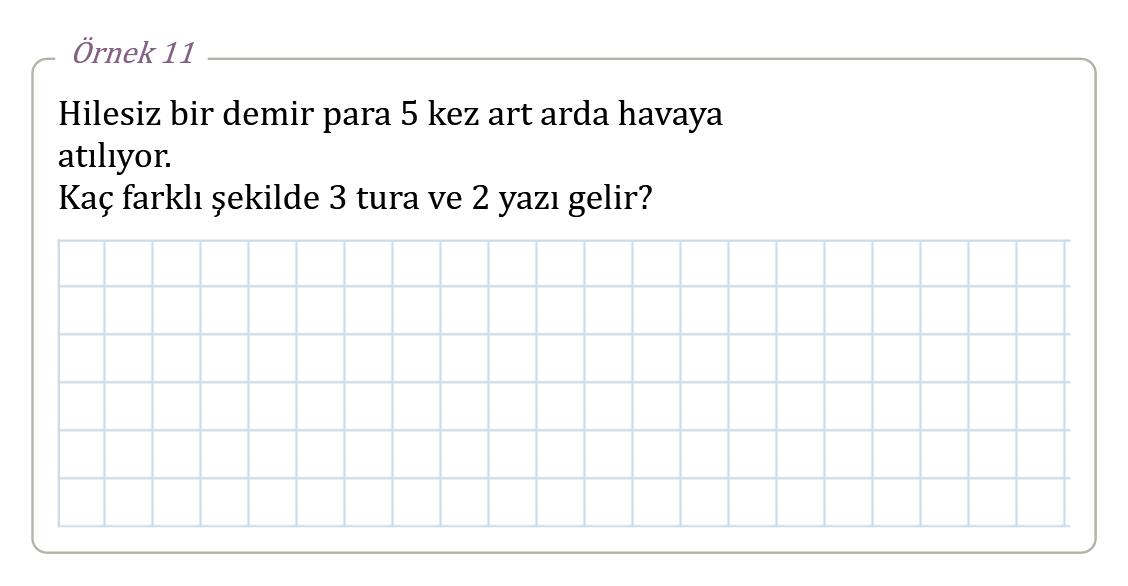 Örnek 11
Hilesiz bir demir para 5 kez art arda havaya
atılıyor.
Kaç farklı şekilde 3 tura ve 2 yazı gelir?